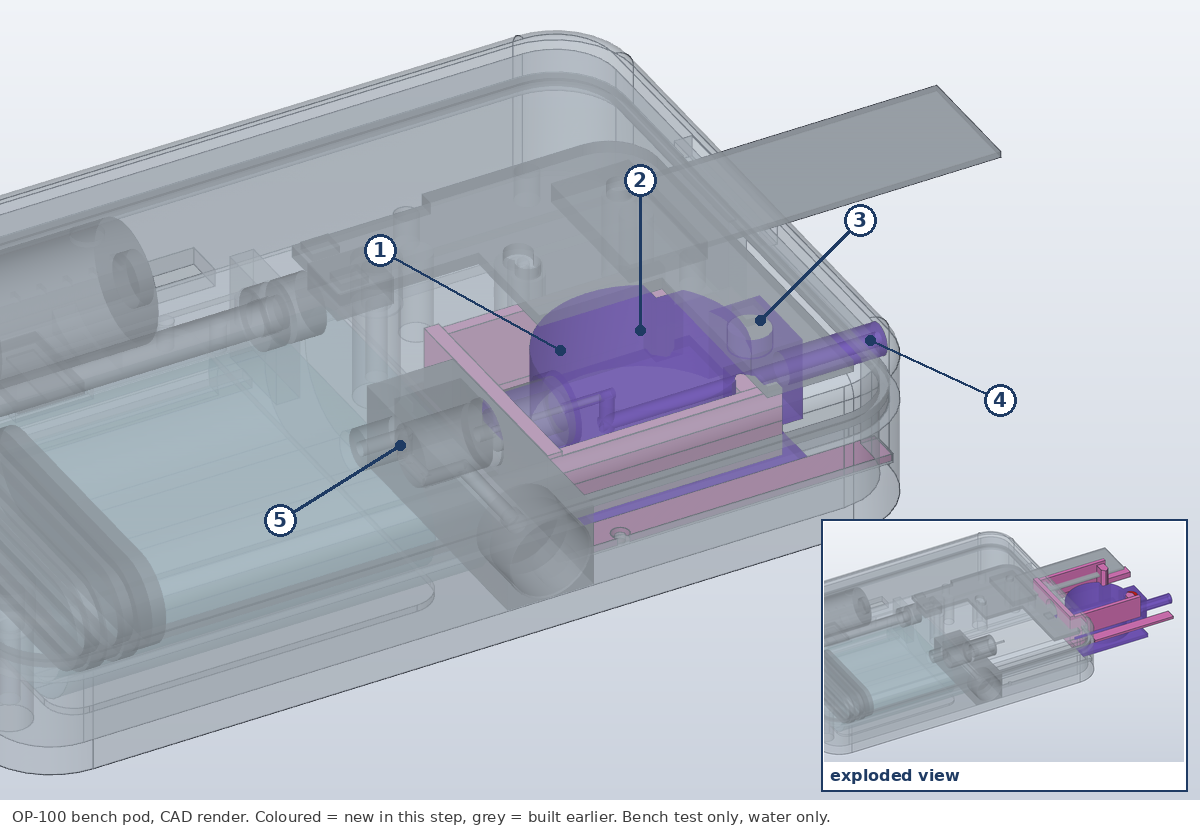 2
3
1
4
5
exploded view
OP-100 bench pod, CAD render. Coloured = new in this step, grey = built earlier. Bench test only, water only.